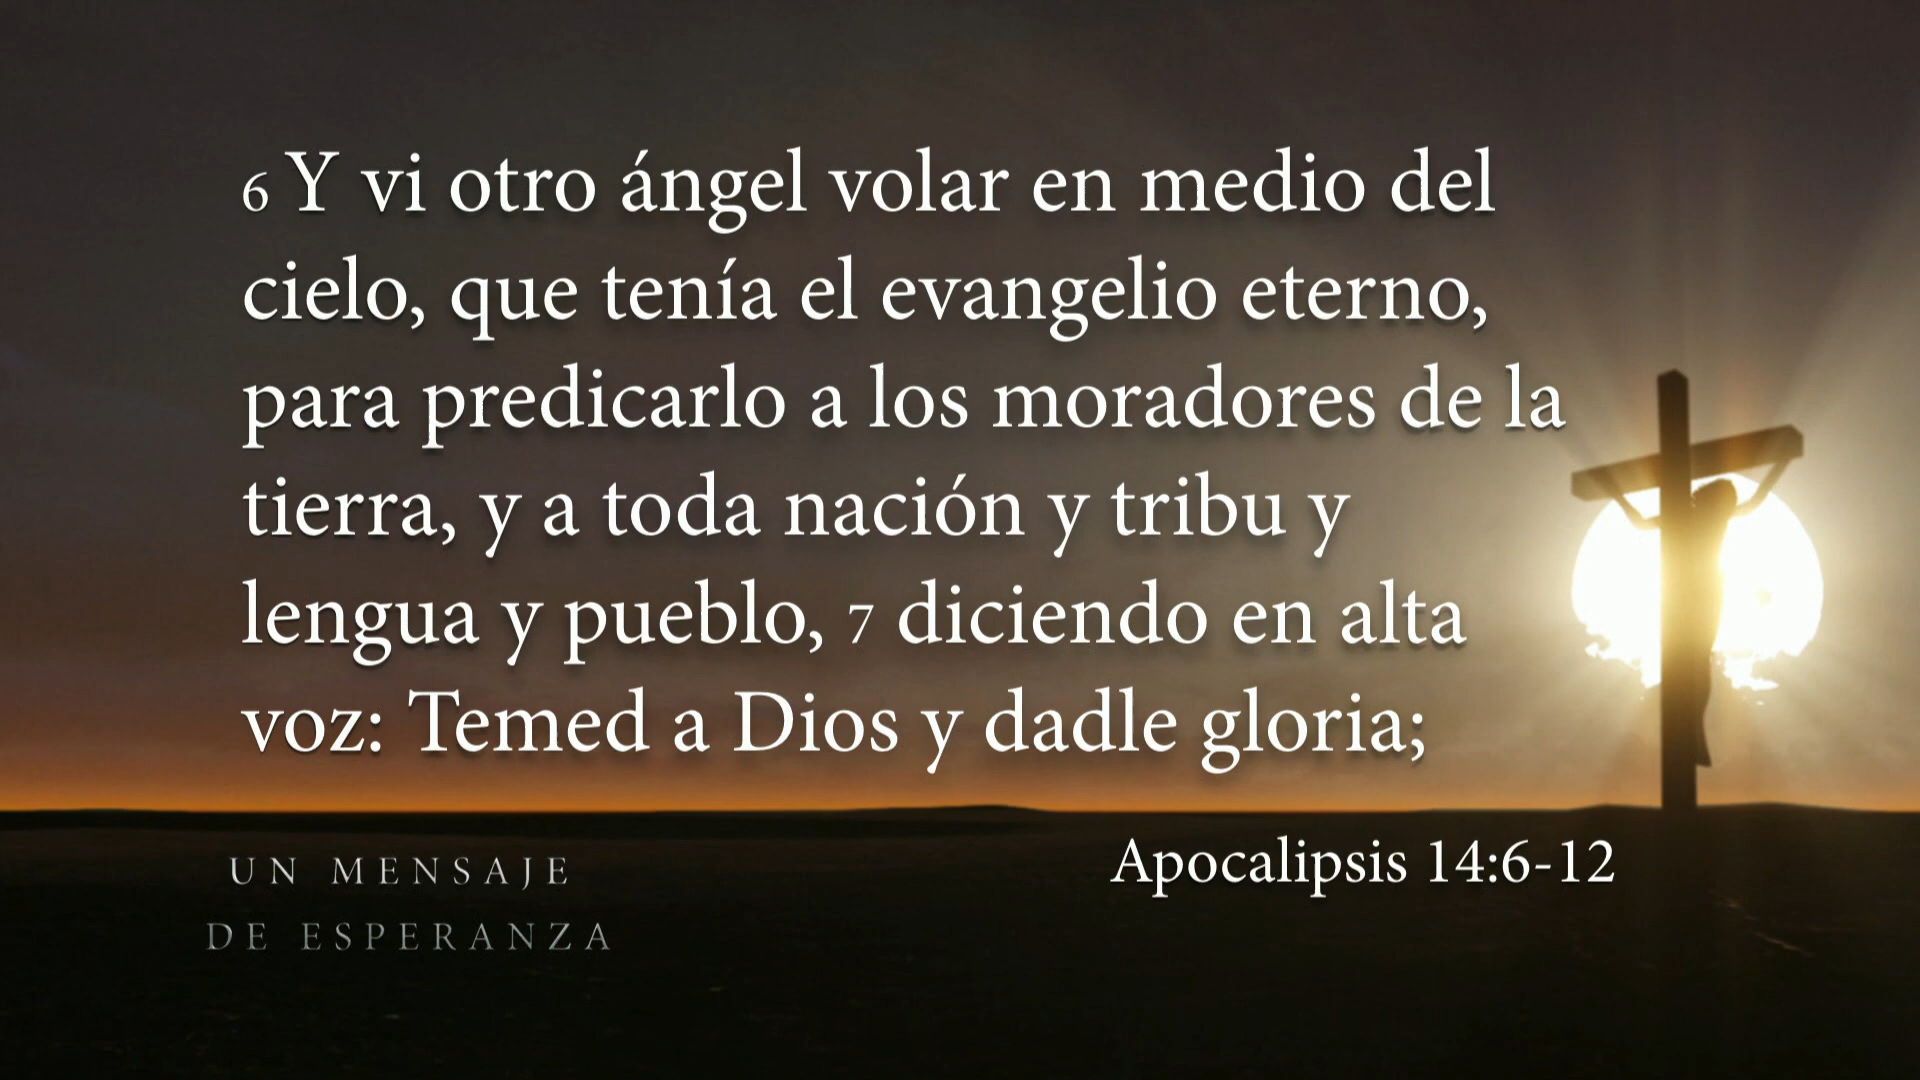 6 Y vi otro ángel volar en medio del
cielo, que tenía el evangelio eterno,
para predicarlo a los moradores de la
tierra, y a toda nación y tribu y
lengua y pueblo, 7 diciendo en alta
voz: Temed a Dios y dadle gloria;
Apocalipsis 14:6-12
UN MENSAJE
DE ESPERANZA